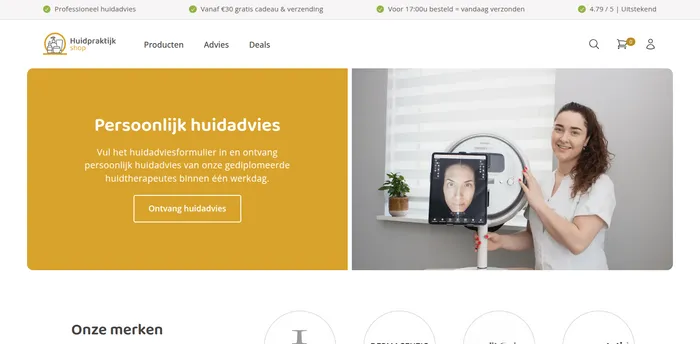 Professioneel huidadvies
Vanaf €30 gratis cadeau & verzending
Voor 17:00u besteld = vandaag verzonden
4.79 / 5 | Uitstekend
Huidpraktijk
shop
Producten
Advies
Deals
0
Persoonlijk huidadvies
Vul het huidadviesformulier in en ontvang
persoonlijk huidadvies van onze gediplomeerde
huidtherapeutes binnen één werkdag.
Ontvang huidadvies
Onze merken